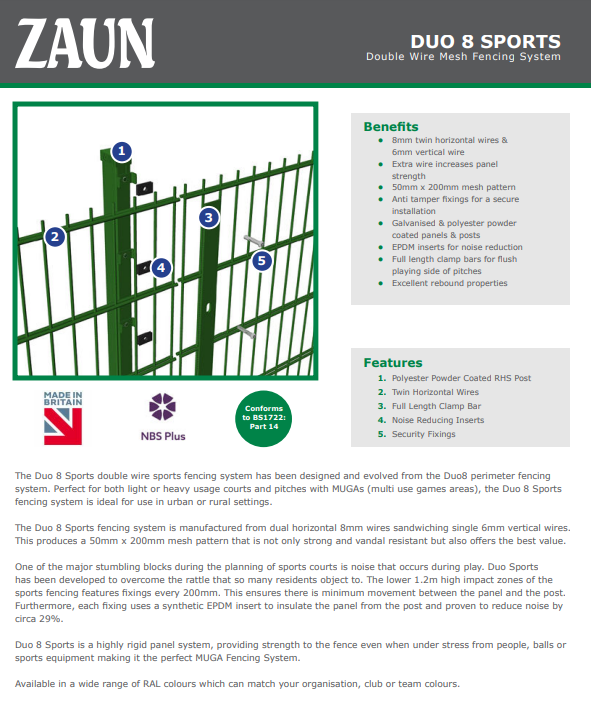 ZAUN
DUO 8 SPORTS
Double Wire Mesh Fencing System
1
2
3
4
5
Benefits
• 8mm twin horizontal wires &
6mm vertical wire
• Extra wire increases panel
strength
• 50mm x 200mm mesh pattern
• Anti tamper fixings for a secure
installation
• Galvanised & polyester powder
coated panels & posts
• EPDM inserts for noise reduction
• Full length clamp bars for flush
playing side of pitches
• Excellent rebound properties
Features
1. Polyester Powder Coated RHS Post
2. Twin Horizontal Wires
3. Full Length Clamp Bar
4. Noise Reducing Inserts
5. Security Fixings
MADE IN
BRITAIN
NBS Plus
Conforms
to BS1722:
Part 14
The Duo 8 Sports double wire sports fencing system has been designed and evolved from the Duo8 perimeter fencing
system. Perfect for both light or heavy usage courts and pitches with MUGAs (multi use games areas), the Duo 8 Sports
fencing system is ideal for use in urban or rural settings.
The Duo 8 Sports fencing system is manufactured from dual horizontal 8mm wires sandwiching single 6mm vertical wires.
This produces a 50mm x 200mm mesh pattern that is not only strong and vandal resistant but also offers the best value.
One of the major stumbling blocks during the planning of sports courts is noise that occurs during play. Duo Sports
has been developed to overcome the rattle that so many residents object to. The lower 1.2m high impact zones of the
sports fencing features fixings every 200mm. This ensures there is minimum movement between the panel and the post.
Furthermore, each fixing uses a synthetic EPDM insert to insulate the panel from the post and proven to reduce noise by
circa 29%.
Duo 8 Sports is a highly rigid panel system, providing strength to the fence even when under stress from people, balls or
sports equipment making it the perfect MUGA Fencing System.
Available in a wide range of RAL colours which can match your organisation, club or team colours.